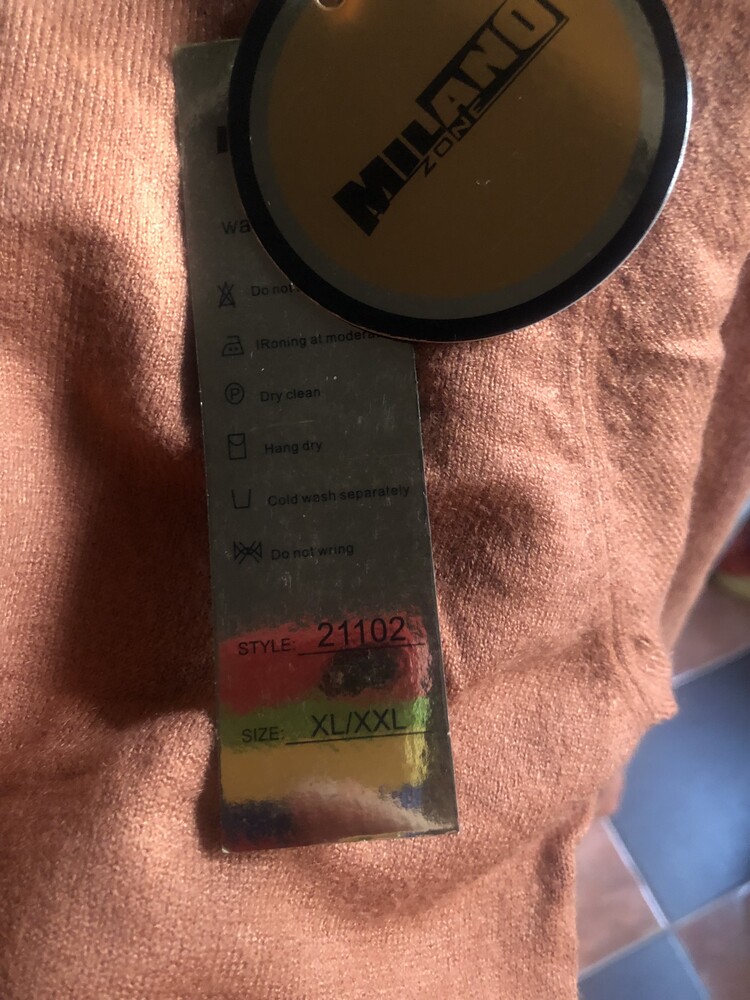 MILANO
ZONE
Do not
IRoning at
P
Dry clean
Hang dry
Cold wash separately
Do not wring
STYLE: 21102
SIZE: XL/XXL